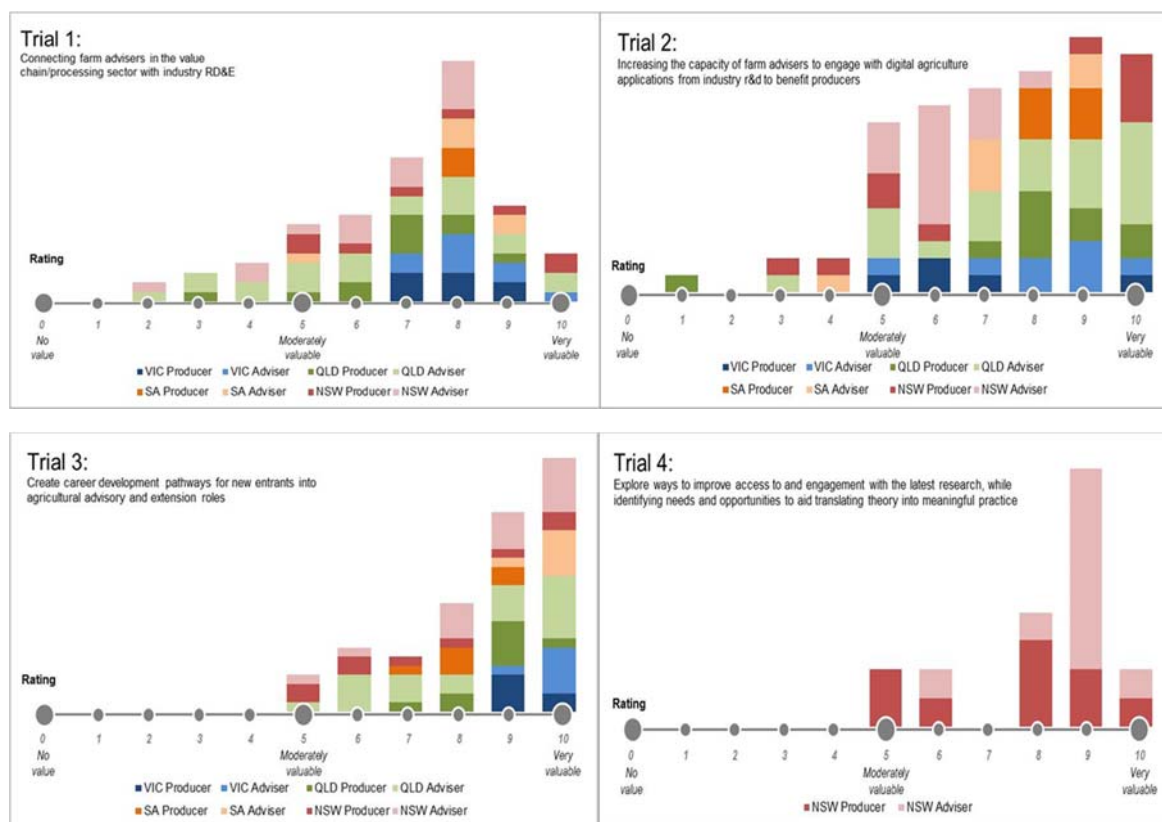 Trial 1:
Connecting farm advisers in the value
chain/processing sector with industry RD&E
Rating
0 1 2 3 4 5 6 7 8 9 10
No Moderately Very
value valuable valuable
VIC Producer VIC Adviser QLD Producer QLD Adviser
SA Producer SA Adviser NSW Producer NSW Adviser
Trial 2:
Increasing the capacity of farm advisers to engage with digital agriculture
applications from industry r&d to benefit producers
Rating
0 1 2 3 4 5 6 7 8 9 10
No Moderately Very
value valuable valuable
VIC Producer VIC Adviser QLD Producer QLD Adviser
SA Producer SA Adviser NSW Producer NSW Adviser
Trial 3:
Create career development pathways for new entrants into
agricultural advisory and extension roles
Rating
0 1 2 3 4 5 6 7 8 9 10
No Moderately Very
value valuable valuable
VIC Producer VIC Adviser QLD Producer QLD Adviser
SA Producer SA Adviser NSW Producer NSW Adviser
Trial 4:
Explore ways to improve access to and engagement with the latest research, while
identifying needs and opportunities to aid translating theory into meaningful practice
Rating
0 1 2 3 4 5 6 7 8 9 10
No Moderately Very
value valuable valuable
NSW Producer NSW Adviser